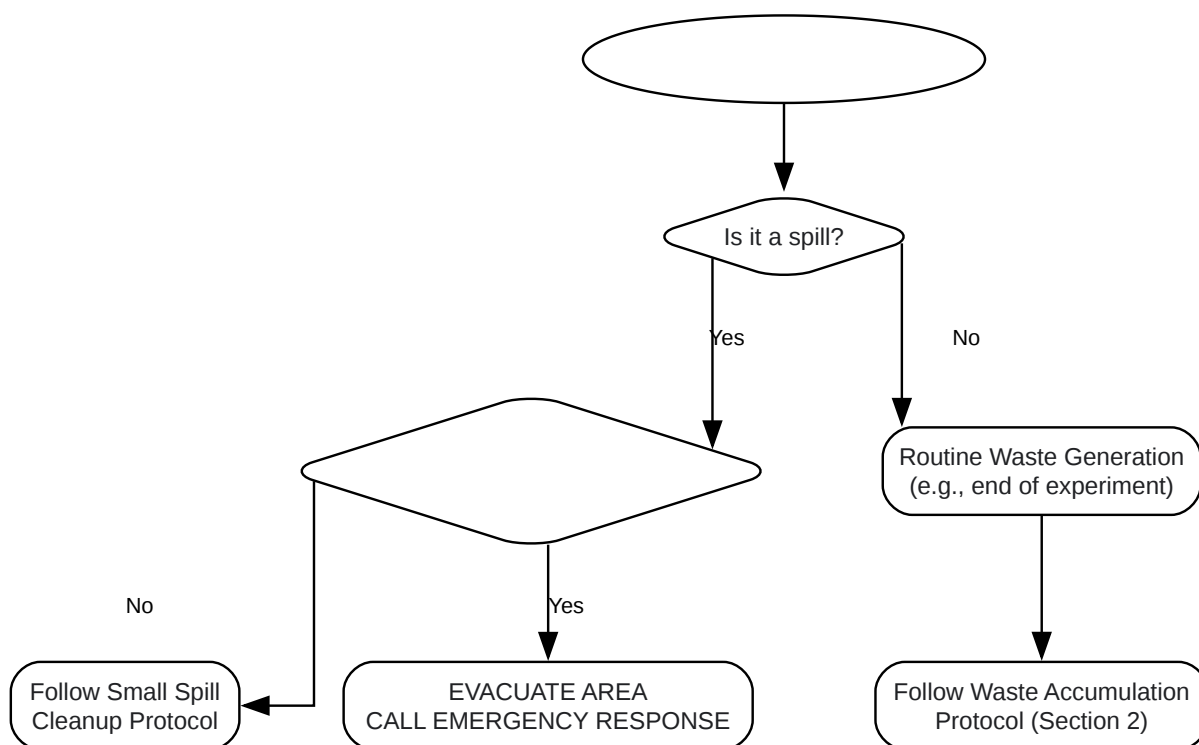 Is it a spill?
Yes
No
Routine Waste Generation
(e.g., end of experiment)
No
Yes
Follow Small Spill
Cleanup Protocol
EVACUATE AREA
CALL EMERGENCY RESPONSE
Follow Waste Accumulation
Protocol (Section 2)